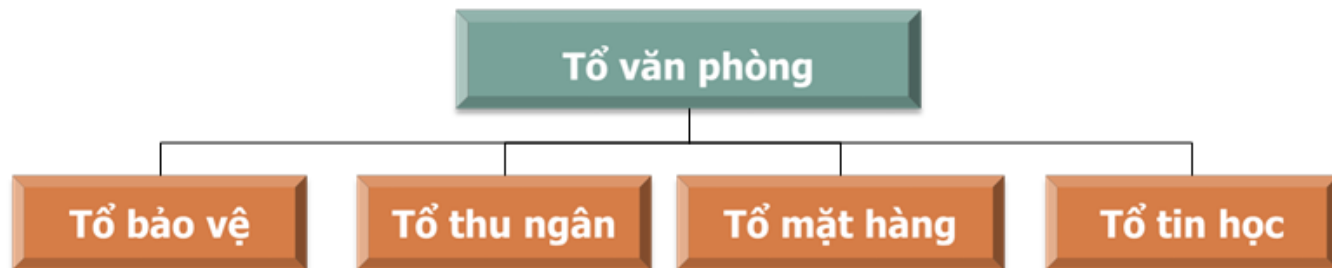 Tổ văn phòng
Tổ bảo vệ
Tổ thu ngân
Tổ mặt hàng
Tổ tin học